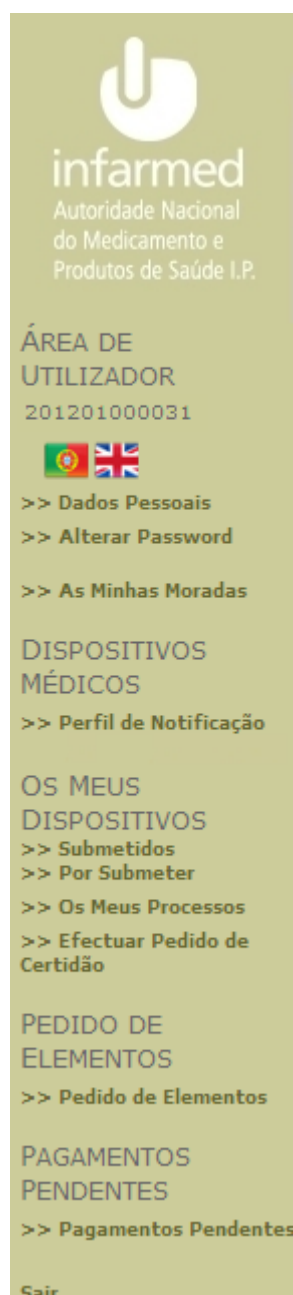 infarmed
Autoridade Nacional
do Medicamento e
Produtos de Saúde I.P.
ÁREA DE
UTILIZADOR
201201000031
>> Dados Pessoais
>> Alterar Password
>> As Minhas Moradas
DISPOSITIVOS
MÉDICOS
>> Perfil de Notificação
OS MEUS
DISPOSITIVOS
>> Submetidos
>> Por Submeter
>> Os Meus Processos
>> Efectuar Pedido de
Certidão
PEDIDO DE
ELEMENTOS
>> Pedido de Elementos
PAGAMENTOS
PENDENTES
>> Pagamentos Pendentes
Sair